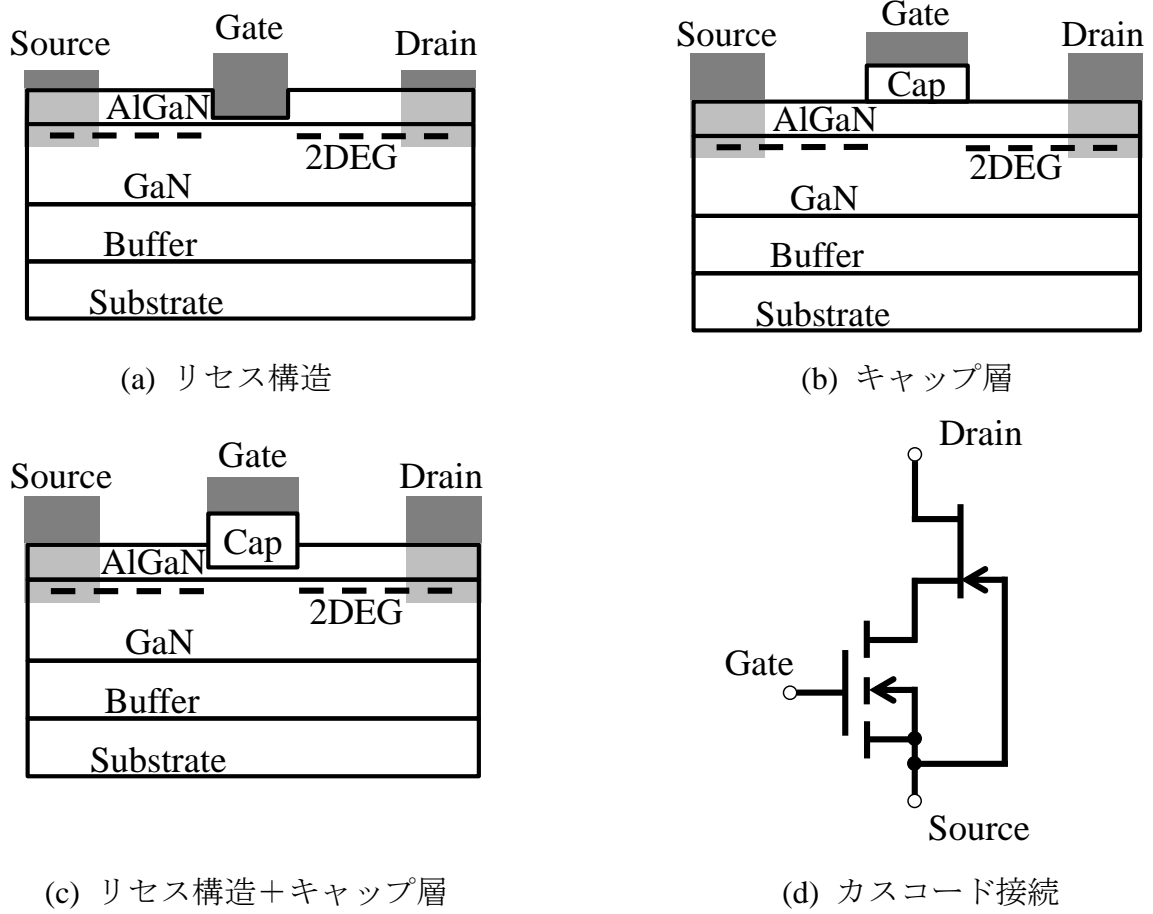 Gate
Source
Drain
AlGaN
2DEG
GaN
Buffer
Substrate
(a) リセス構造
Gate
Source
Drain
Cap
AlGaN
2DEG
GaN
Buffer
Substrate
(b) キャップ層
Gate
Source
Drain
Cap
AlGaN
2DEG
GaN
Buffer
Substrate
(c) リセス構造+キャップ層
Drain
Gate
Source
(d) カスコード接続